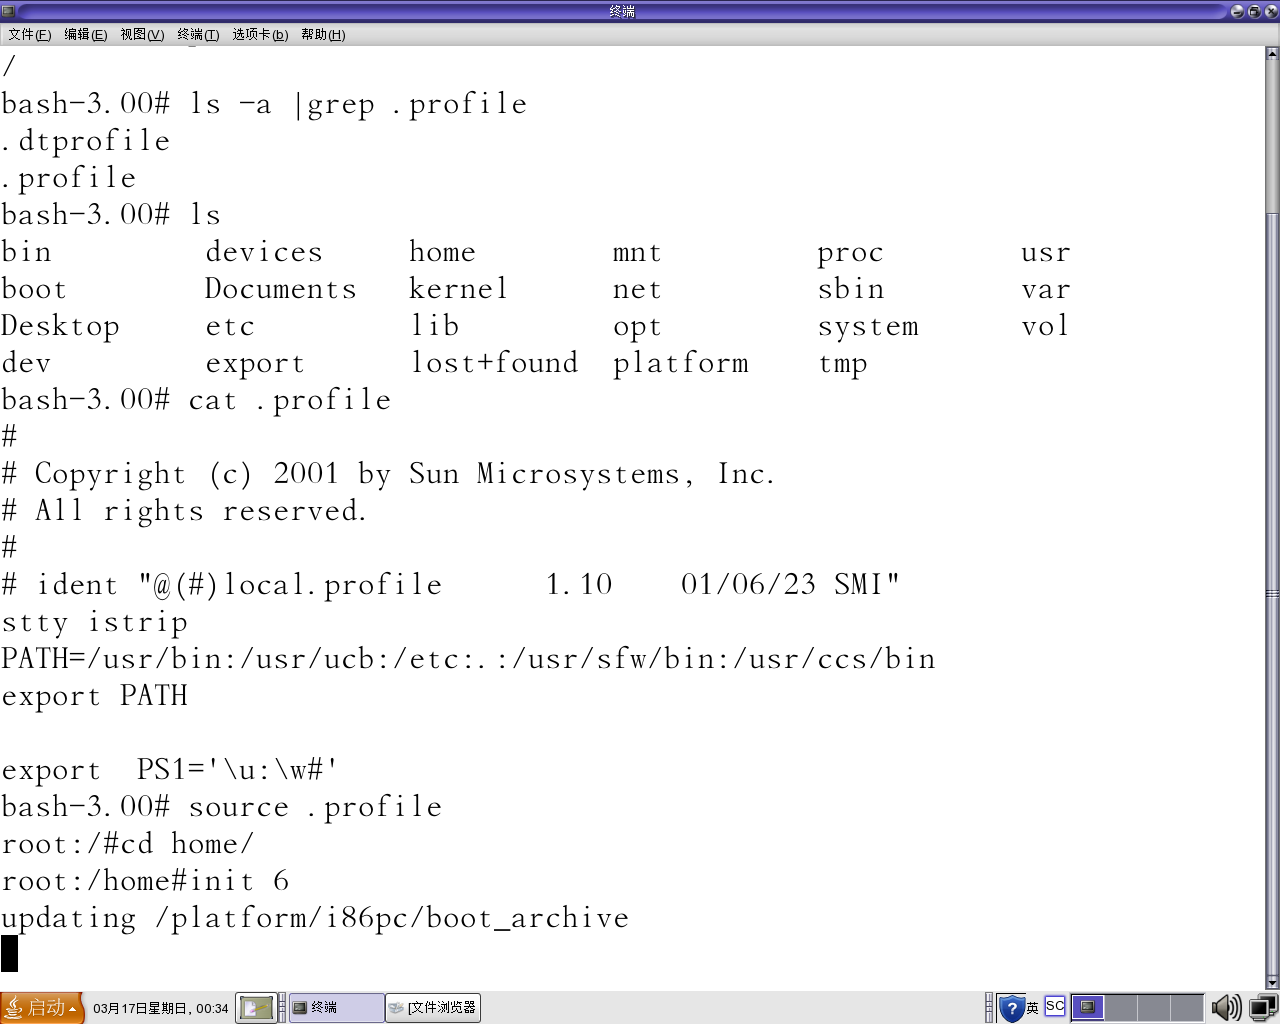 终端
文件(F) 编辑(E) 视图(V) 终端(T) 选项卡(b) 帮助(H)
/
bash-3.00# ls -a |grep .profile
.dtprofile
.profile
bash-3.00# ls
bin devices home mnt proc usr
boot Documents kernel net sbin var
Desktop etc lib opt system vol
dev export lost+found platform tmp
bash-3.00# cat .profile
#
# Copyright (c) 2001 by Sun Microsystems, Inc.
# All rights reserved.
#
# ident "@(#)local.profile 1.10 01/06/23 SMI"
stty istrip
PATH=/usr/bin:/usr/ucb:/etc:.:/usr/sfw/bin:/usr/ccs/bin
export PATH
export PS1='\u:\w#'
bash-3.00# source .profile
root:/#cd home/
root:/home#init 6
updating /platform/i86pc/boot_archive
启动 03月17日星期日, 00:34 终端 [文件浏览器 英 SC